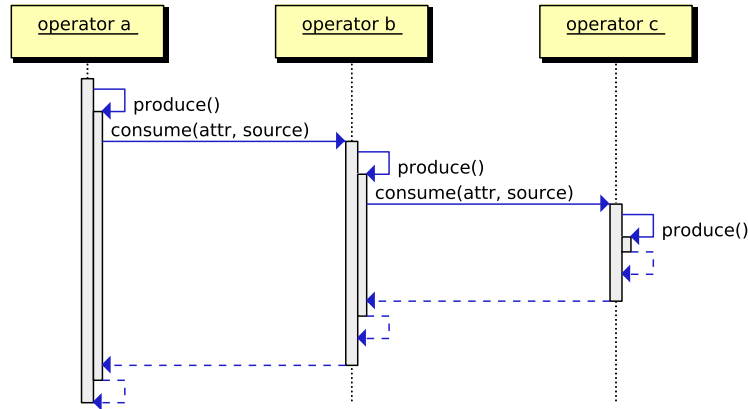 operator a
operator b
operator c
produce()
consume(attr, source)
produce()
consume(attr, source)
produce()